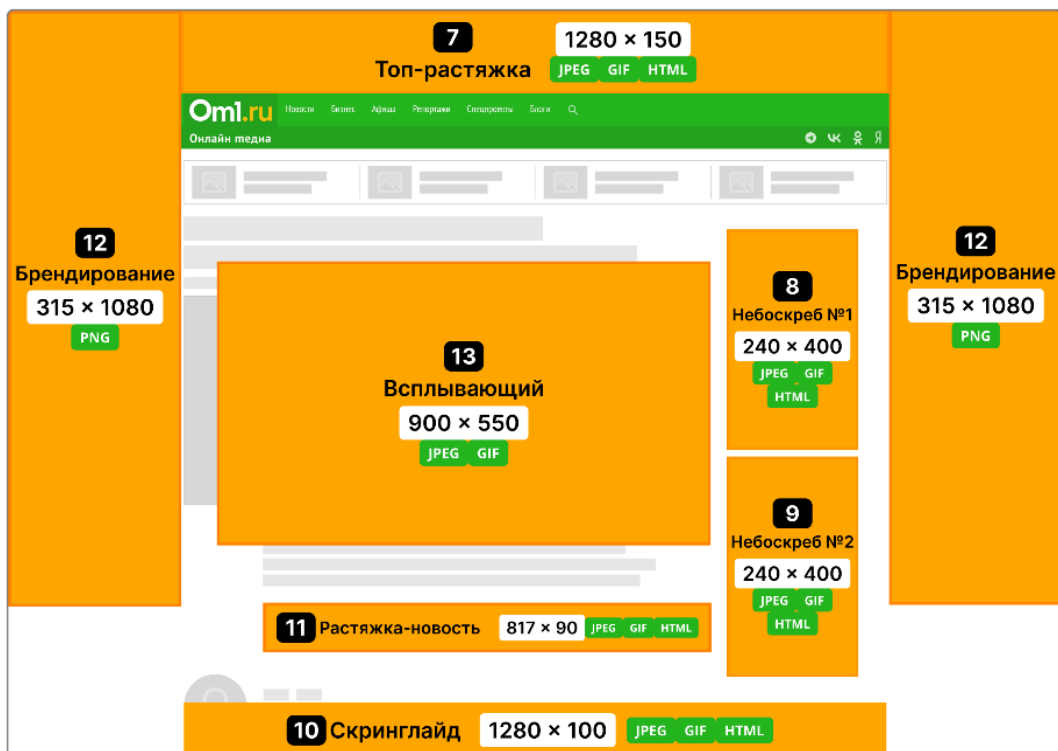 7
1280 × 150
Топ-растяжка
JPEG GIF HTML
Om1.ru
Новости Бизнес Афиша Репортажи Спецпроекты Блоги
Онлайн медиа
12
Брендирование
315 × 1080
PNG
12
Брендирование
315 × 1080
PNG
8
Небоскреб №1
240 × 400
JPEG GIF
HTML
13
Всплывающий
900 × 550
JPEG GIF
9
Небоскреб №2
240 × 400
JPEG GIF
HTML
11 Растяжка-новость 817 × 90 JPEG GIF HTML
10 Скринглайд 1280 × 100 JPEG GIF HTML